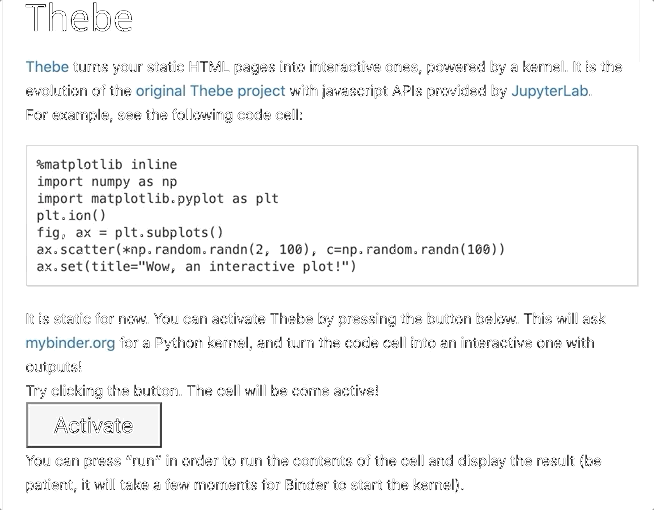 Thebe
Thebe turns your static HTML pages into interactive ones, powered by a kernel. It is the
evolution of the original Thebe project with javascript APIs provided by JupyterLab.
For example, see the following code cell:
%matplotlib inline
import numpy as np
import matplotlib.pyplot as plt
plt.ion()
fig, ax = plt.subplots()
ax.scatter(*np.random.randn(2, 100), c=np.random.randn(100))
ax.set(title="Wow, an interactive plot!")
It is static for now. You can activate Thebe by pressing the button below. This will ask
mybinder.org for a Python kernel, and turn the code cell into an interactive one with
outputs!
Try clicking the button. The cell will be come active!
Activate
You can press "run" in order to run the contents of the cell and display the result (be
patient, it will take a few moments for Binder to start the kernel).